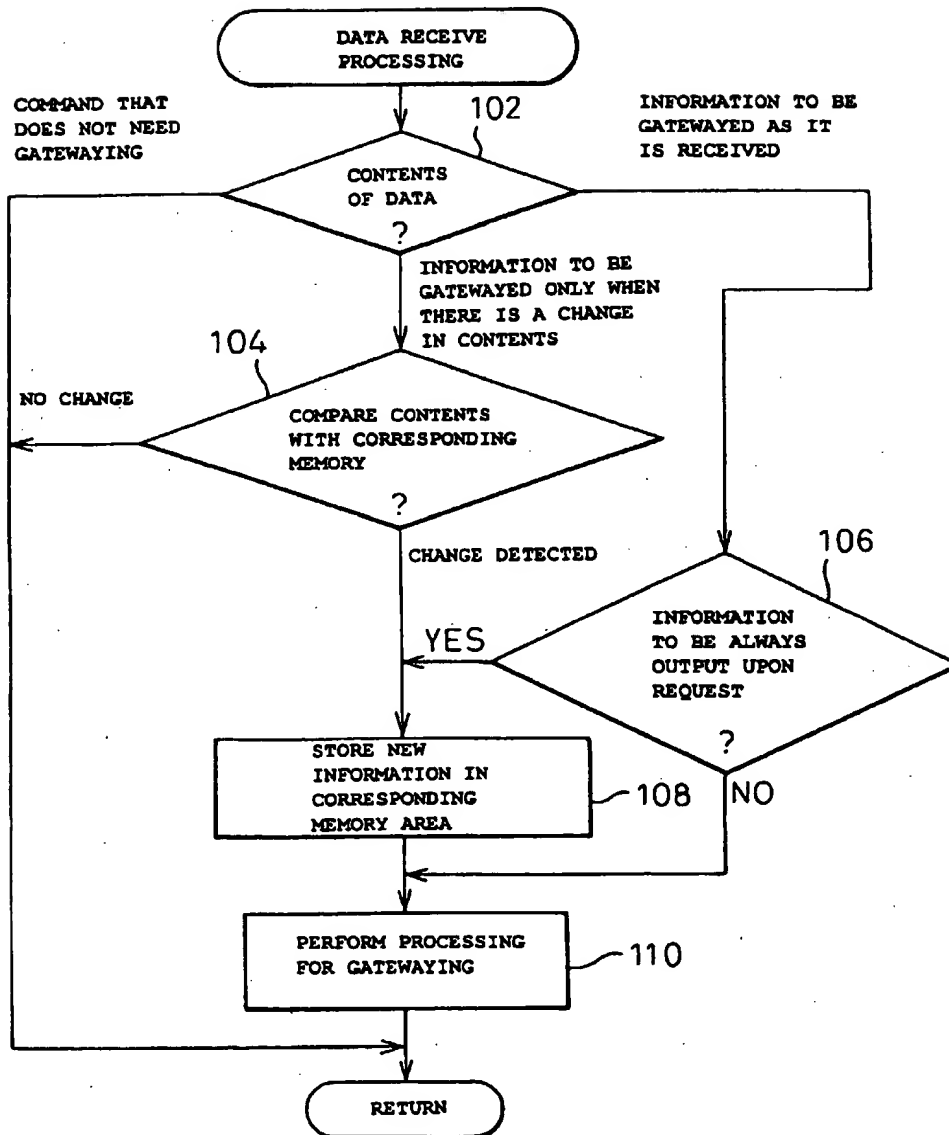 DATA RECEIVE
PROCESSING
COMMAND THAT
DOES NOT NEED
GATEWAYING
102
INFORMATION TO BE
GATEWAYED AS IT
IS RECEIVED
CONTENTS
OF DATA
?
INFORMATION TO BE
GATEWAYED ONLY WHEN
THERE IS A CHANGE
IN CONTENTS
104
NO CHANGE
COMPARE CONTENTS
WITH CORRESPONDING
MEMORY
?
CHANGE DETECTED
106
INFORMATION
TO BE ALWAYS
OUTPUT UPON
REQUEST
?
YES
NO
STORE NEW
INFORMATION IN
CORRESPONDING
MEMORY AREA
108
PERFORM PROCESSING
FOR GATEWAYING
110
RETURN